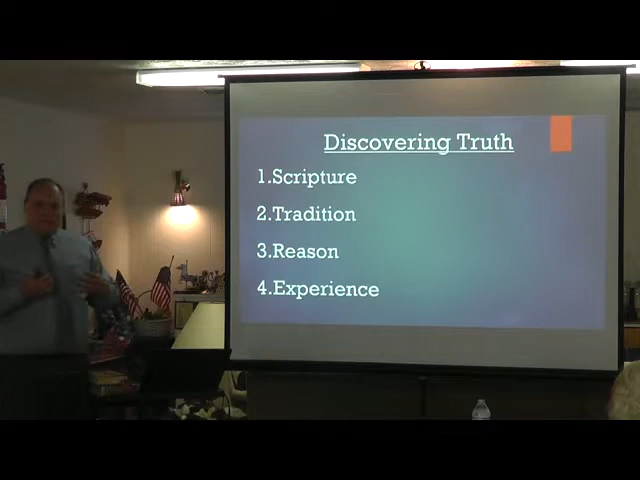 Discovering Truth
1.Scripture
2.Tradition
3.Reason
4.Experience